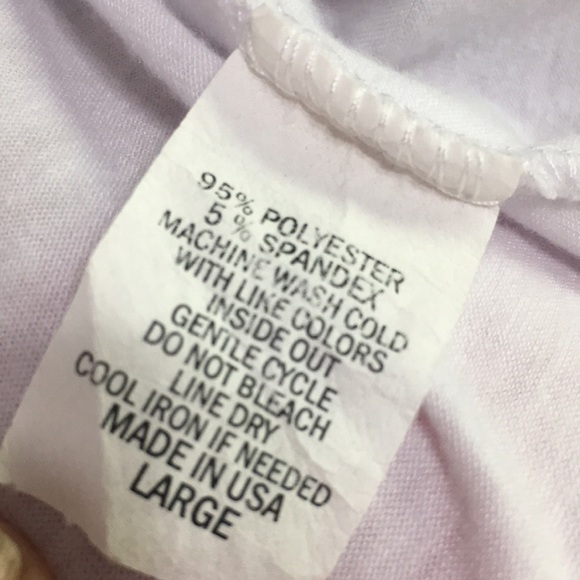 95% POLYESTER
5% SPANDEX
MACHINE WASH COLD
WITH LIKE COLORS
INSIDE OUT
GENTLE CYCLE
DO NOT BLEACH
LINE DRY
COOL IRON IF NEEDED
MADE IN USA
LARGE